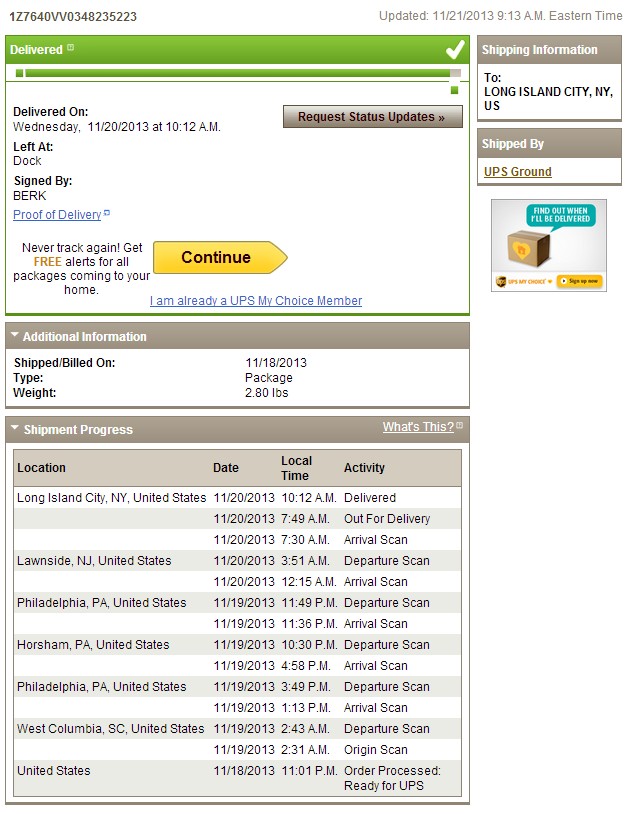 1Z7640VV0348235223
Updated: 11/21/2013 9:13 A.M. Eastern Time
Delivered
Delivered On:
Wednesday, 11/20/2013 at 10:12 A.M.
Request Status Updates »
Left At:
Dock
Signed By:
BERK
Proof of Delivery
Never track again! Get
FREE alerts for all
packages coming to your
home.
Continue
I am already a UPS My Choice Member
Shipping Information
To:
LONG ISLAND CITY, NY,
US
Shipped By
UPS Ground
FIND OUT WHEN
I'LL BE DELIVERED
UPS MY CHOICE
Sign up now
Additional Information
Shipped/Billed On: 11/18/2013
Type: Package
Weight: 2.80 lbs
Shipment Progress What's This?
Location Date Local Time Activity
Long Island City, NY, United States 11/20/2013 10:12 A.M. Delivered
11/20/2013 7:49 A.M. Out For Delivery
11/20/2013 7:30 A.M. Arrival Scan
Lawnside, NJ, United States 11/20/2013 3:51 A.M. Departure Scan
11/20/2013 12:15 A.M. Arrival Scan
Philadelphia, PA, United States 11/19/2013 11:49 P.M. Departure Scan
11/19/2013 11:36 P.M. Arrival Scan
Horsham, PA, United States 11/19/2013 10:30 P.M. Departure Scan
11/19/2013 4:58 P.M. Arrival Scan
Philadelphia, PA, United States 11/19/2013 3:49 P.M. Departure Scan
11/19/2013 1:13 P.M. Arrival Scan
West Columbia, SC, United States 11/19/2013 2:43 A.M. Departure Scan
11/19/2013 2:31 A.M. Origin Scan
United States 11/18/2013 11:01 P.M. Order Processed:
Ready for UPS